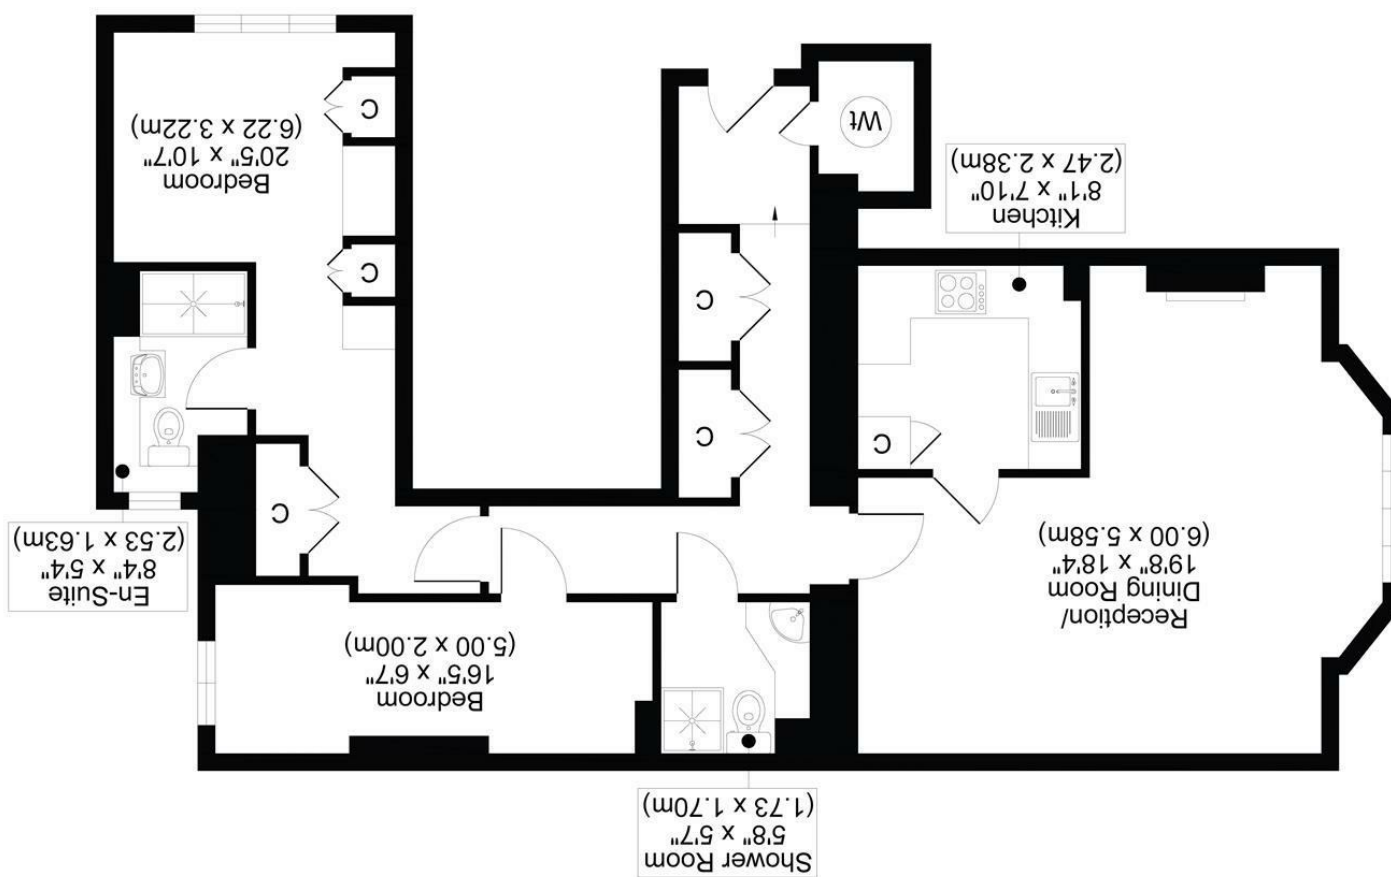 Shower Room
5'8" x 5'7"
(1.73 x 1.70m)
Reception/
Dining Room
19'8" x 18'4"
(6.00 x 5.58m)
Bedroom
16'5" x 6'7"
(5.00 x 2.00m)
En-Suite
8'4" x 5'4"
(2.53 x 1.63m)
C
C
C
C
C
Kitchen
8'1" x 7'10"
(2.47 x 2.38m)
Bedroom
20'5" x 10'7"
(6.22 x 3.22m)
Wt
C